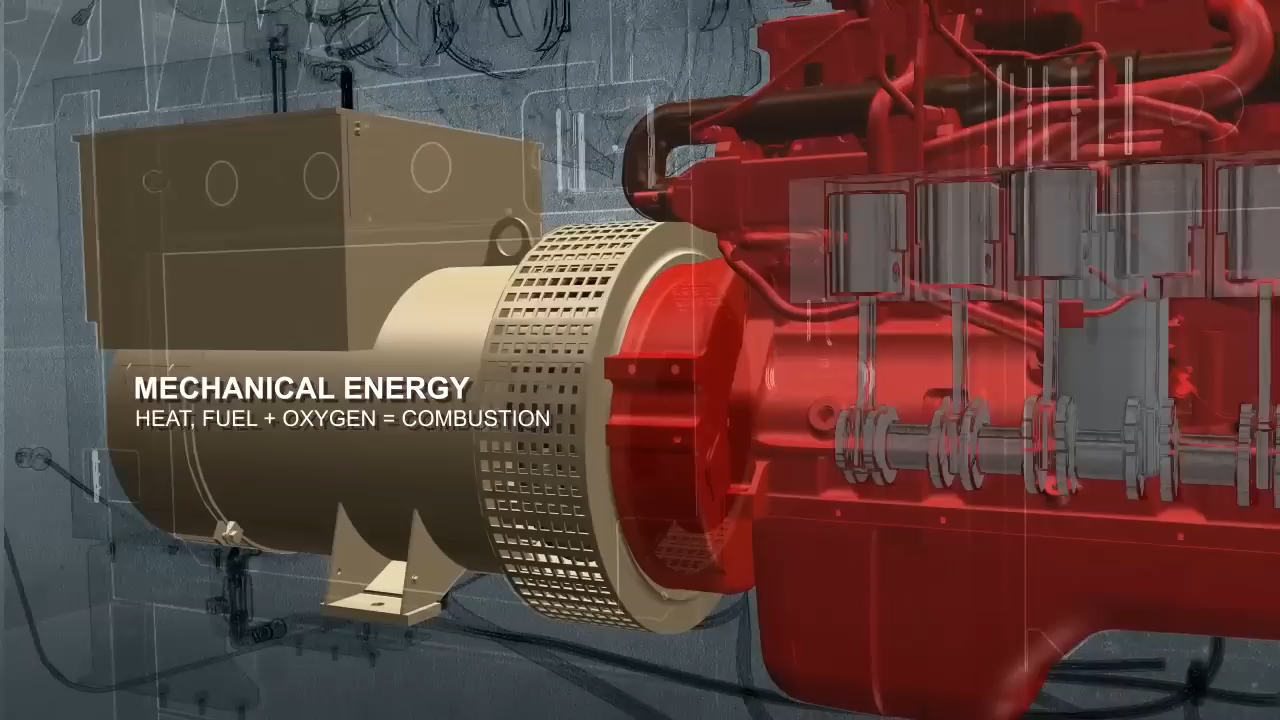 MECHANICAL ENERGY
HEAT, FUEL + OXYGEN = COMBUSTION